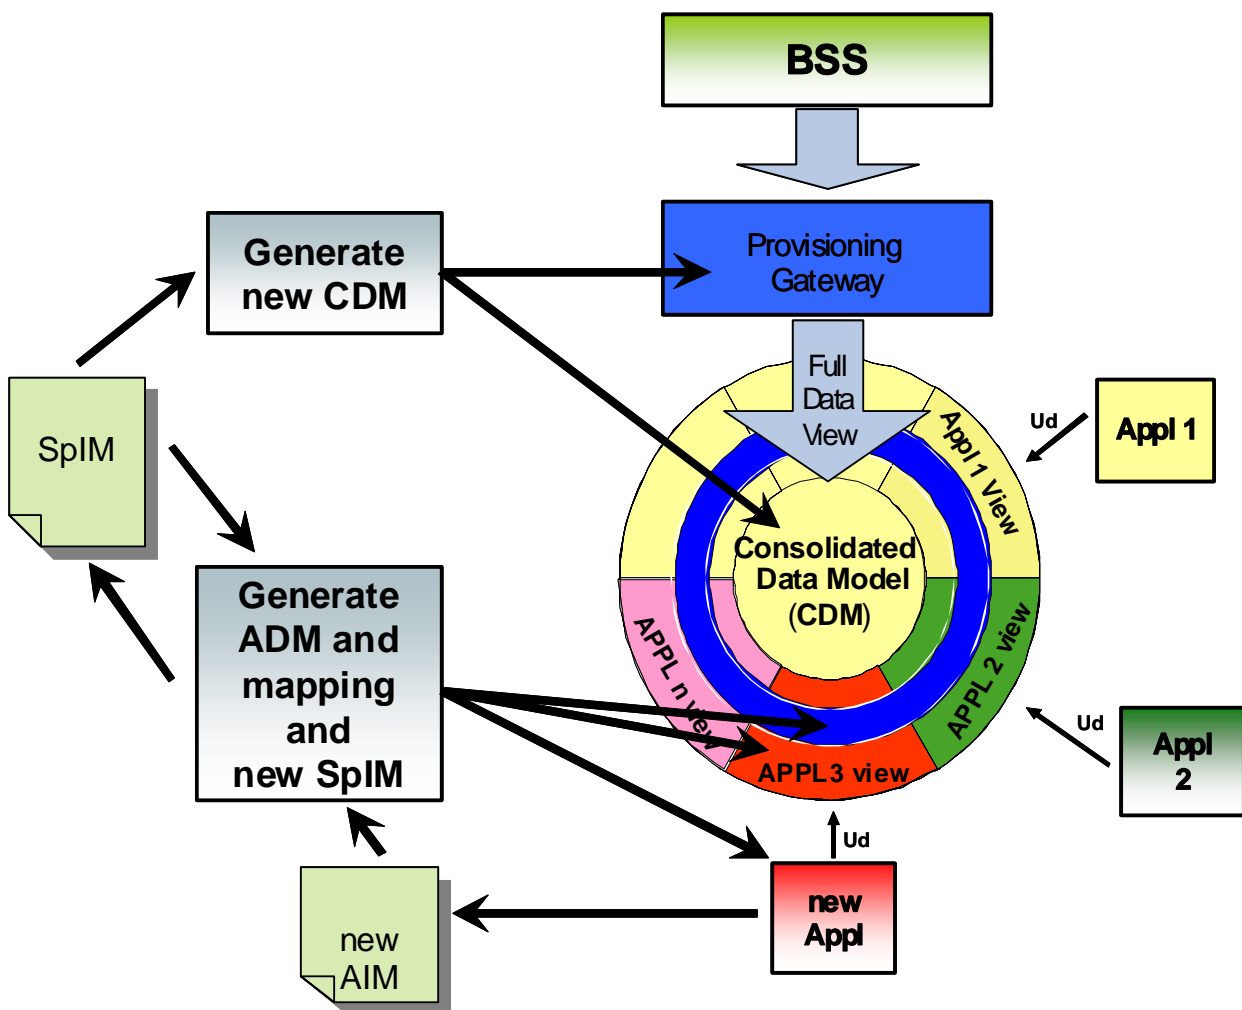 BSS
Provisioning
Gateway
Generate
new CDM
Full
Data
View
SpIM
Appl 1 View
Ud
Appl 1
Consolidated
Data Model
(CDM)
Generate
ADM and
mapping
and
new SpIM
APPL n view
APPL 2 view
Ud
Appl
2
APPL3 view
Ud
new
Appl
new
AIM